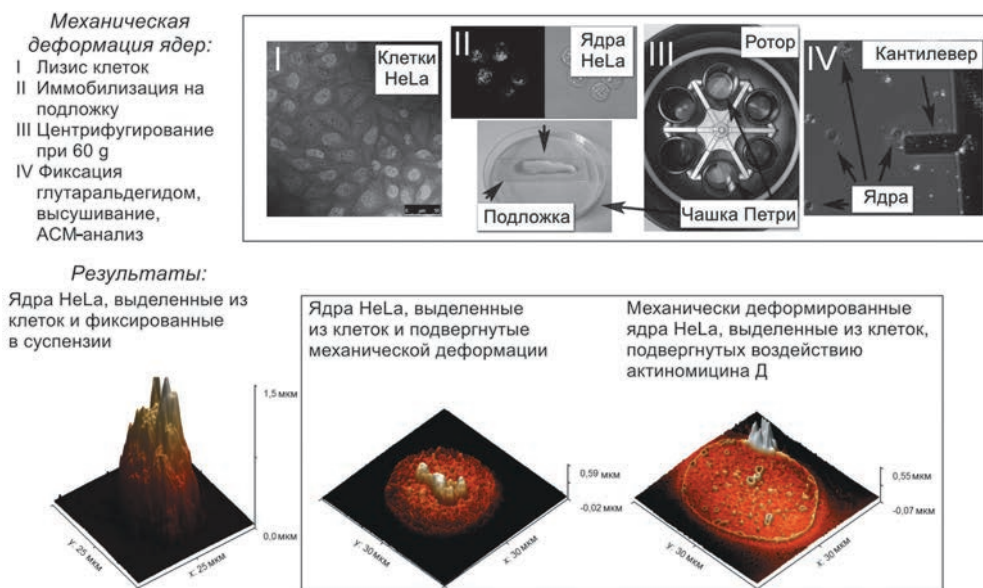 Механическая
деформация ядер:
I Лизис клеток
II Иммобилизация на
подложку
III Центрифугирование
при 60 g
IV Фиксация
глутаральдегидом,
высушивание,
АСМ-анализ
I
Клетки
HeLa
II
Ядра
HeLa
Подложка
III
Ротор
Чашка Петри
IV
Кантилевер
Ядра
Результаты:
Ядра HeLa, выделенные из
клеток и фиксированные
в суспензии
1,5 мкм
0,0 мкм
y: 25 мкм
x: 25 мкм
Ядра HeLa, выделенные
из клеток и подвергнутые
механической деформации
0,59 мкм
-0,02 мкм
y: 30 мкм
x: 30 мкм
Механически деформированные
ядра HeLa, выделенные из клеток,
подвергнутых воздействию
актиномицина Д
0,55 мкм
-0,07 мкм
y: 30 мкм
x: 30 мкм